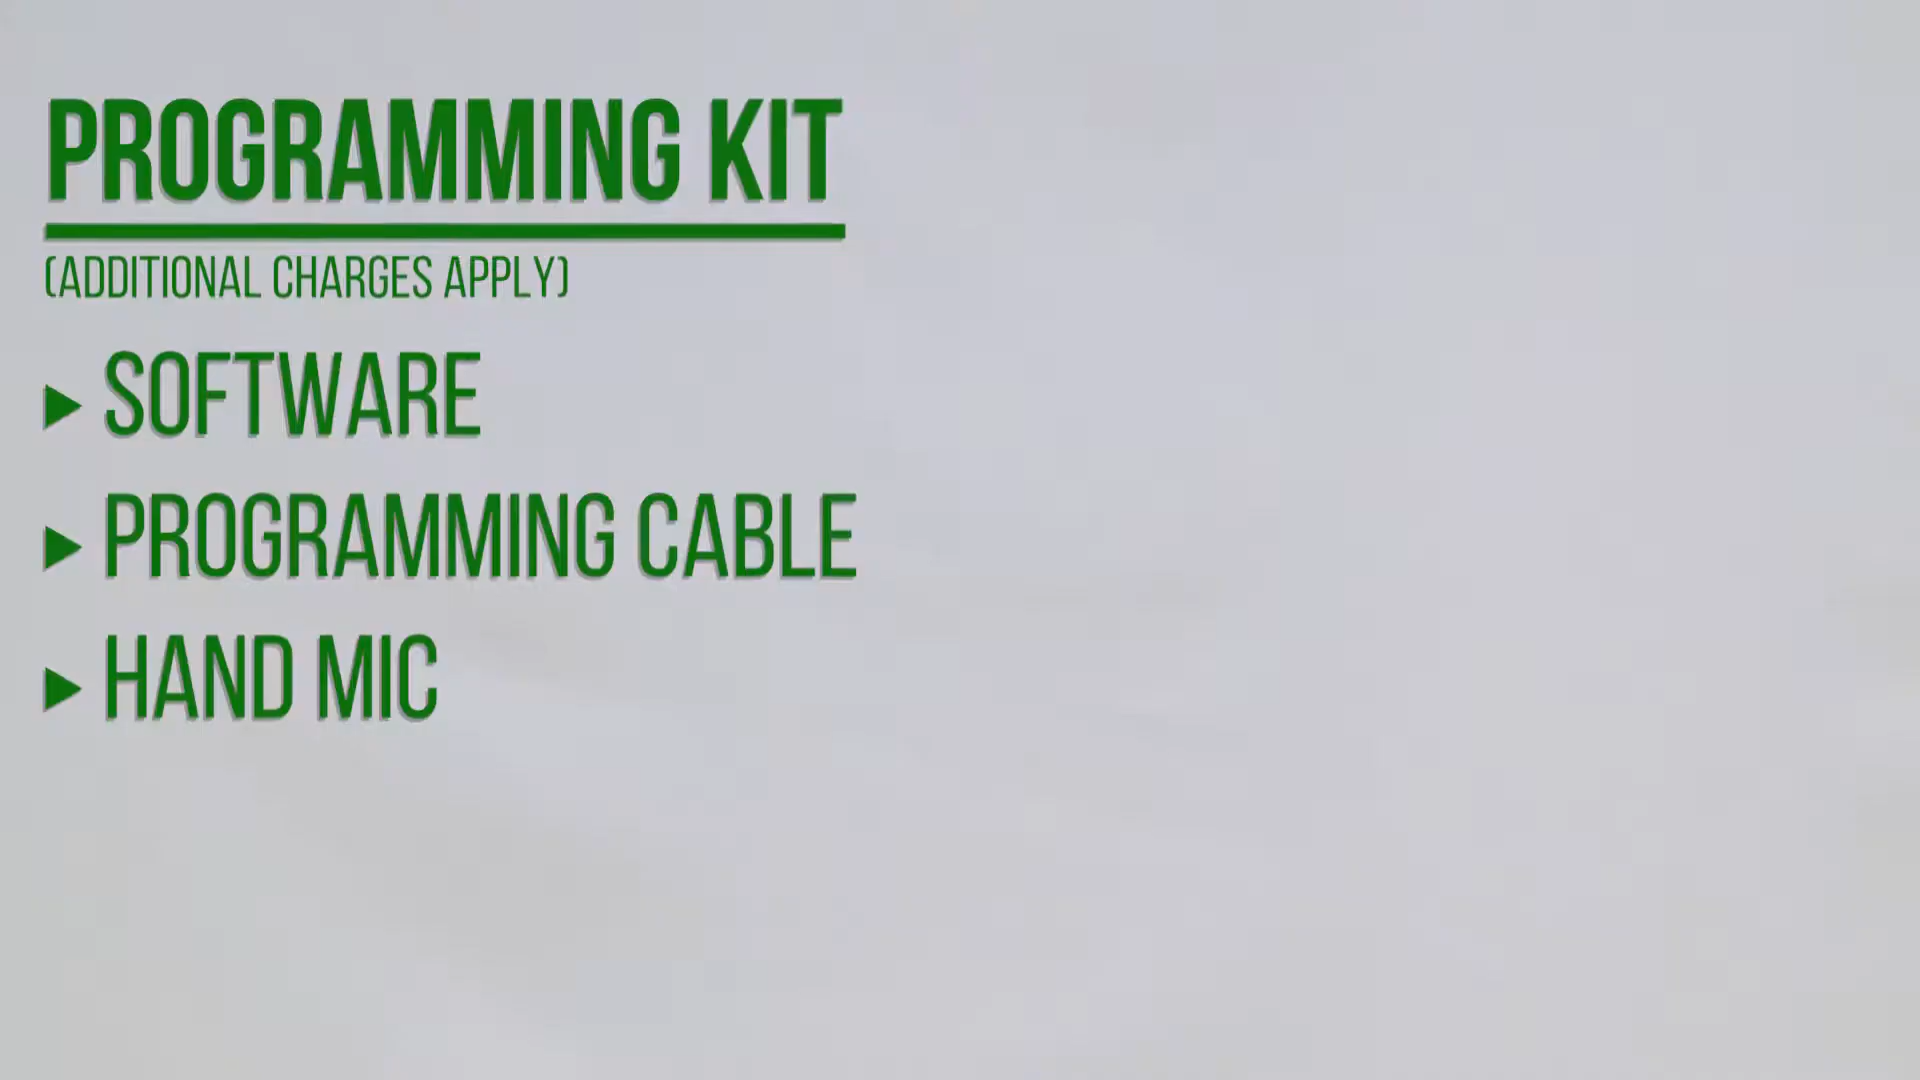 PROGRAMMING KIT
(ADDITIONAL CHARGES APPLY)
▶ SOFTWARE
▶ PROGRAMMING CABLE
▶ HAND MIC